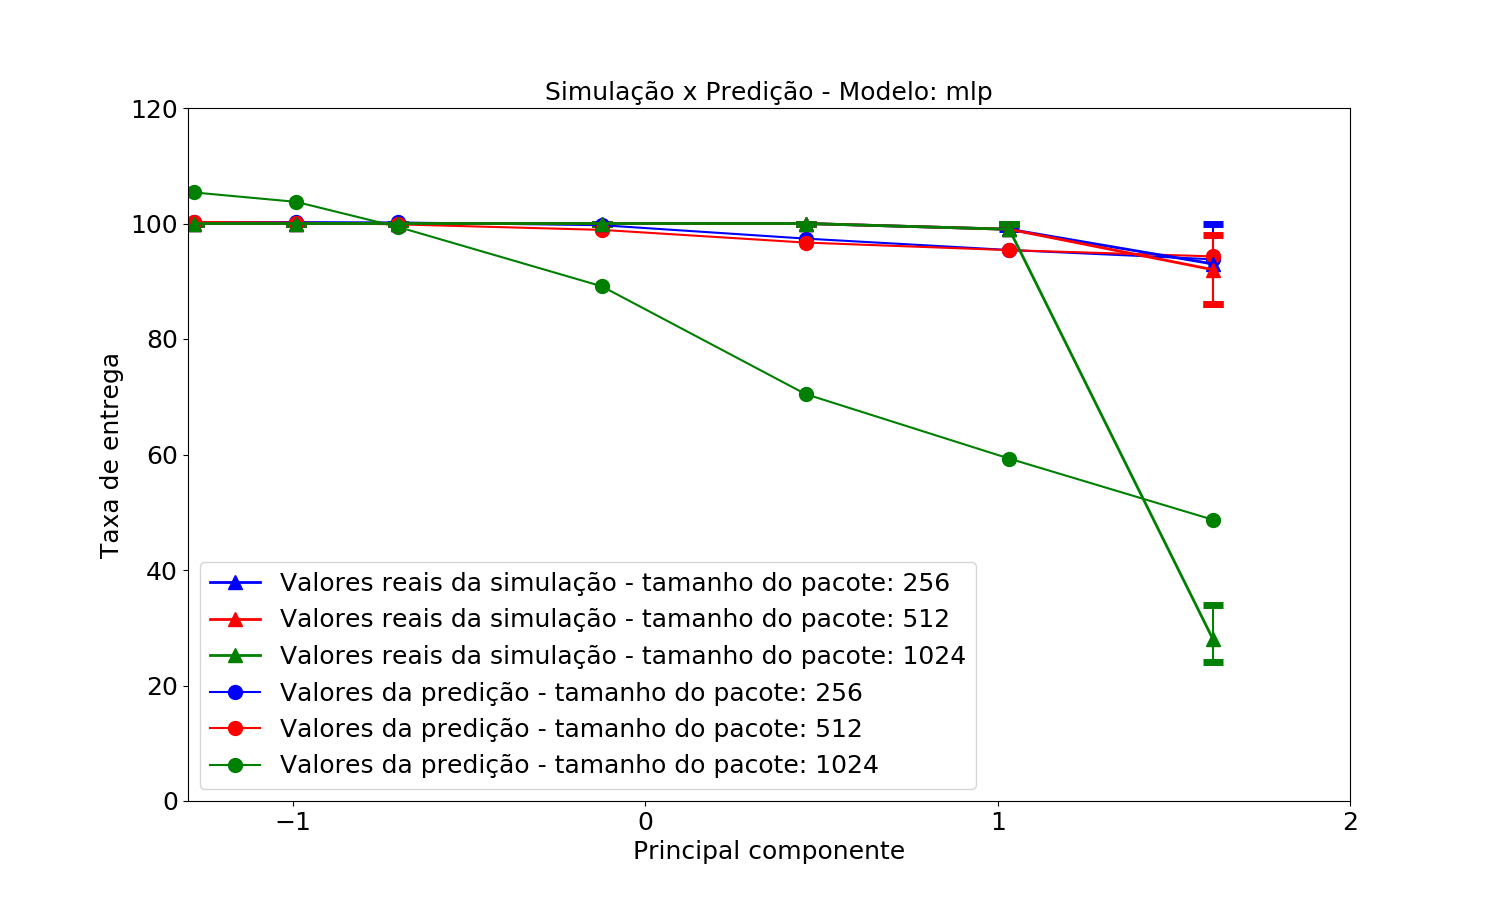 Simulação x Predição - Modelo: mlp
120
100
80
60
40
20
0
Taxa de entrega
Valores reais da simulação - tamanho do pacote: 256
Valores reais da simulação - tamanho do pacote: 512
Valores reais da simulação - tamanho do pacote: 1024
Valores da predição - tamanho do pacote: 256
Valores da predição - tamanho do pacote: 512
Valores da predição - tamanho do pacote: 1024
−1 0 1 2
Principal componente